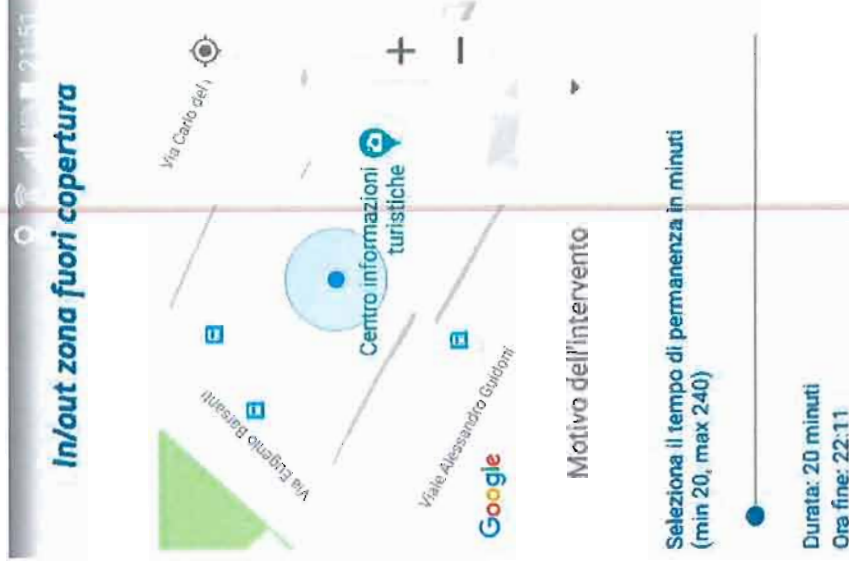 21:51
In/out zona fuori copertura
Via Carlo del
Via Eugenio Barsanti
Centro informazioni
turistiche
Viale Alessandro Guidoni
Google
Motivo dell'intervento
Seleziona il tempo di permanenza in minuti
(min 20, max 240)
Durata: 20 minuti
Ora fine: 22:11